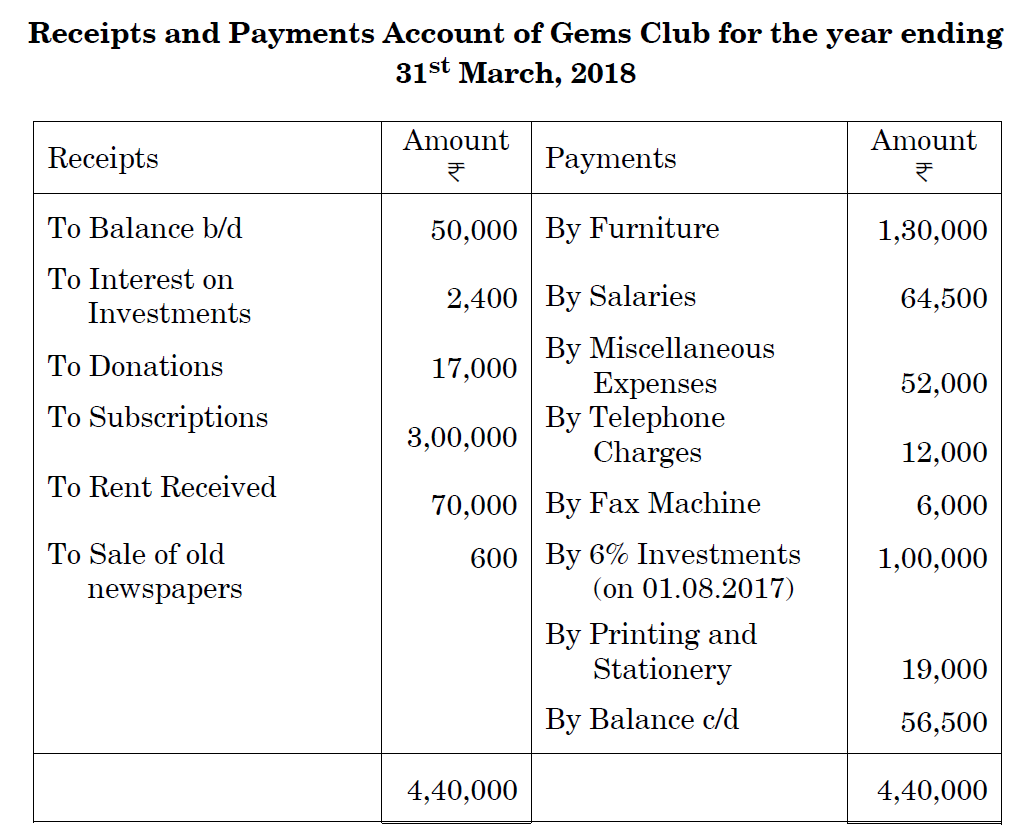 Receipts and Payments Account of Gems Club for the year ending
31st March, 2018
Receipts Amount ₹ Payments Amount ₹
To Balance b/d 50,000 By Furniture 1,30,000
To Interest on
Investments 2,400 By Salaries 64,500
To Donations 17,000 By Miscellaneous
Expenses 52,000
To Subscriptions 3,00,000 By Telephone
Charges 12,000
To Rent Received 70,000 By Fax Machine 6,000
To Sale of old 600 By 6% Investments 1,00,000
newspapers (on 01.08.2017)
By Printing and
Stationery 19,000
By Balance c/d 56,500
4,40,000 4,40,000